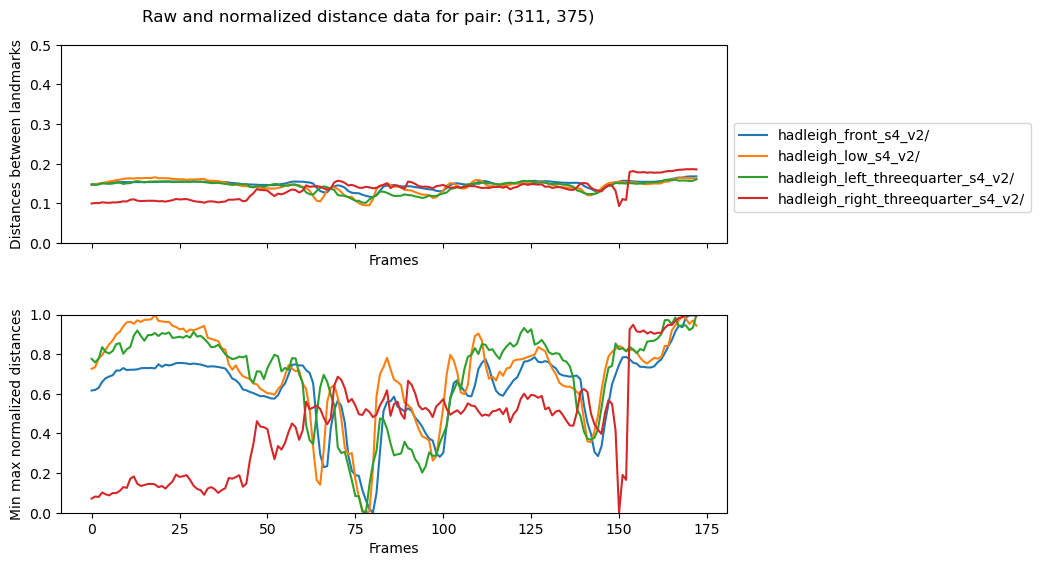 Raw and normalized distance data for pair: (311, 375)
Distances between landmarks
0.5
0.4
0.3
0.2
0.1
0.0
Frames
hadleigh_front_s4_v2/
hadleigh_low_s4_v2/
hadleigh_left_threequarter_s4_v2/
hadleigh_right_threequarter_s4_v2/
Min max normalized distances
1.0
0.8
0.6
0.4
0.2
0.0
0 25 50 75 100 125 150 175
Frames